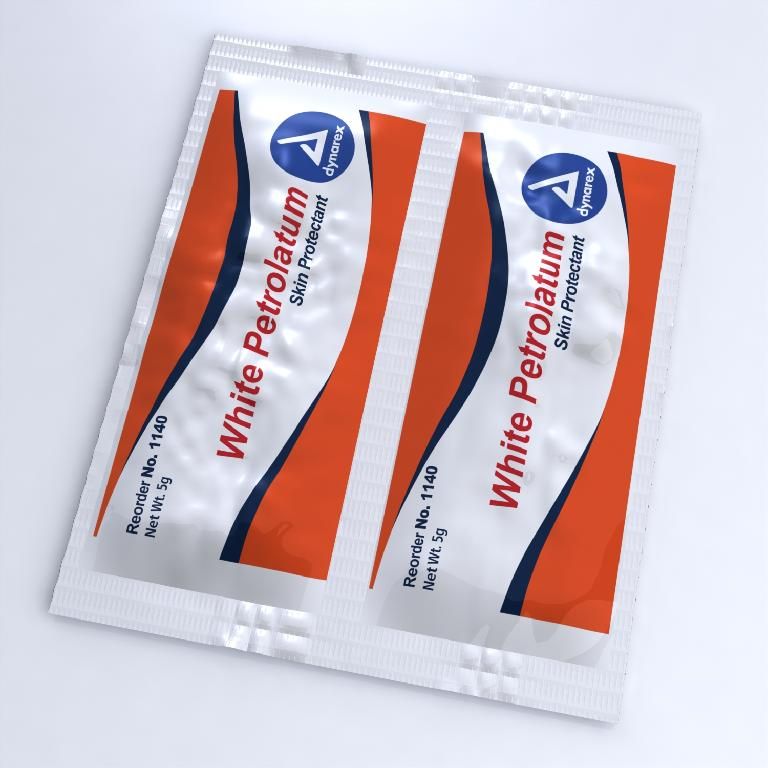 dynarex
White Petrolatum
Skin Protectant
Reorder No. 1140
Net Wt. 5g
dynarex
White Petrolatum
Skin Protectant
Reorder No. 1140
Net Wt. 5g